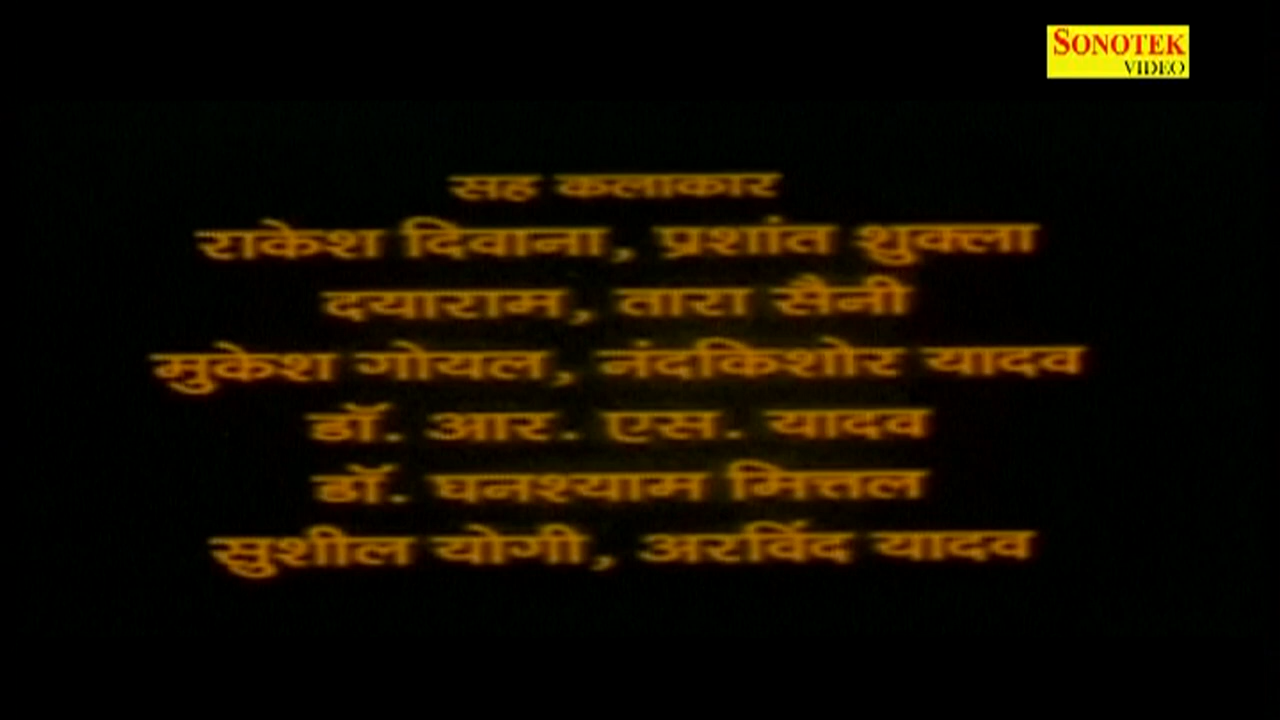 SONOTEK
VIDEO
सह कलाकार
राकेश दिवाना, प्रशांत शुक्ला
दयाराम, तारा सैनी
मुकेश गोयल, नंदकिशोर यादव
डॉ. आर. एस. यादव
डॉ. घनश्याम मित्तल
सुशील योगी, अरविंद यादव